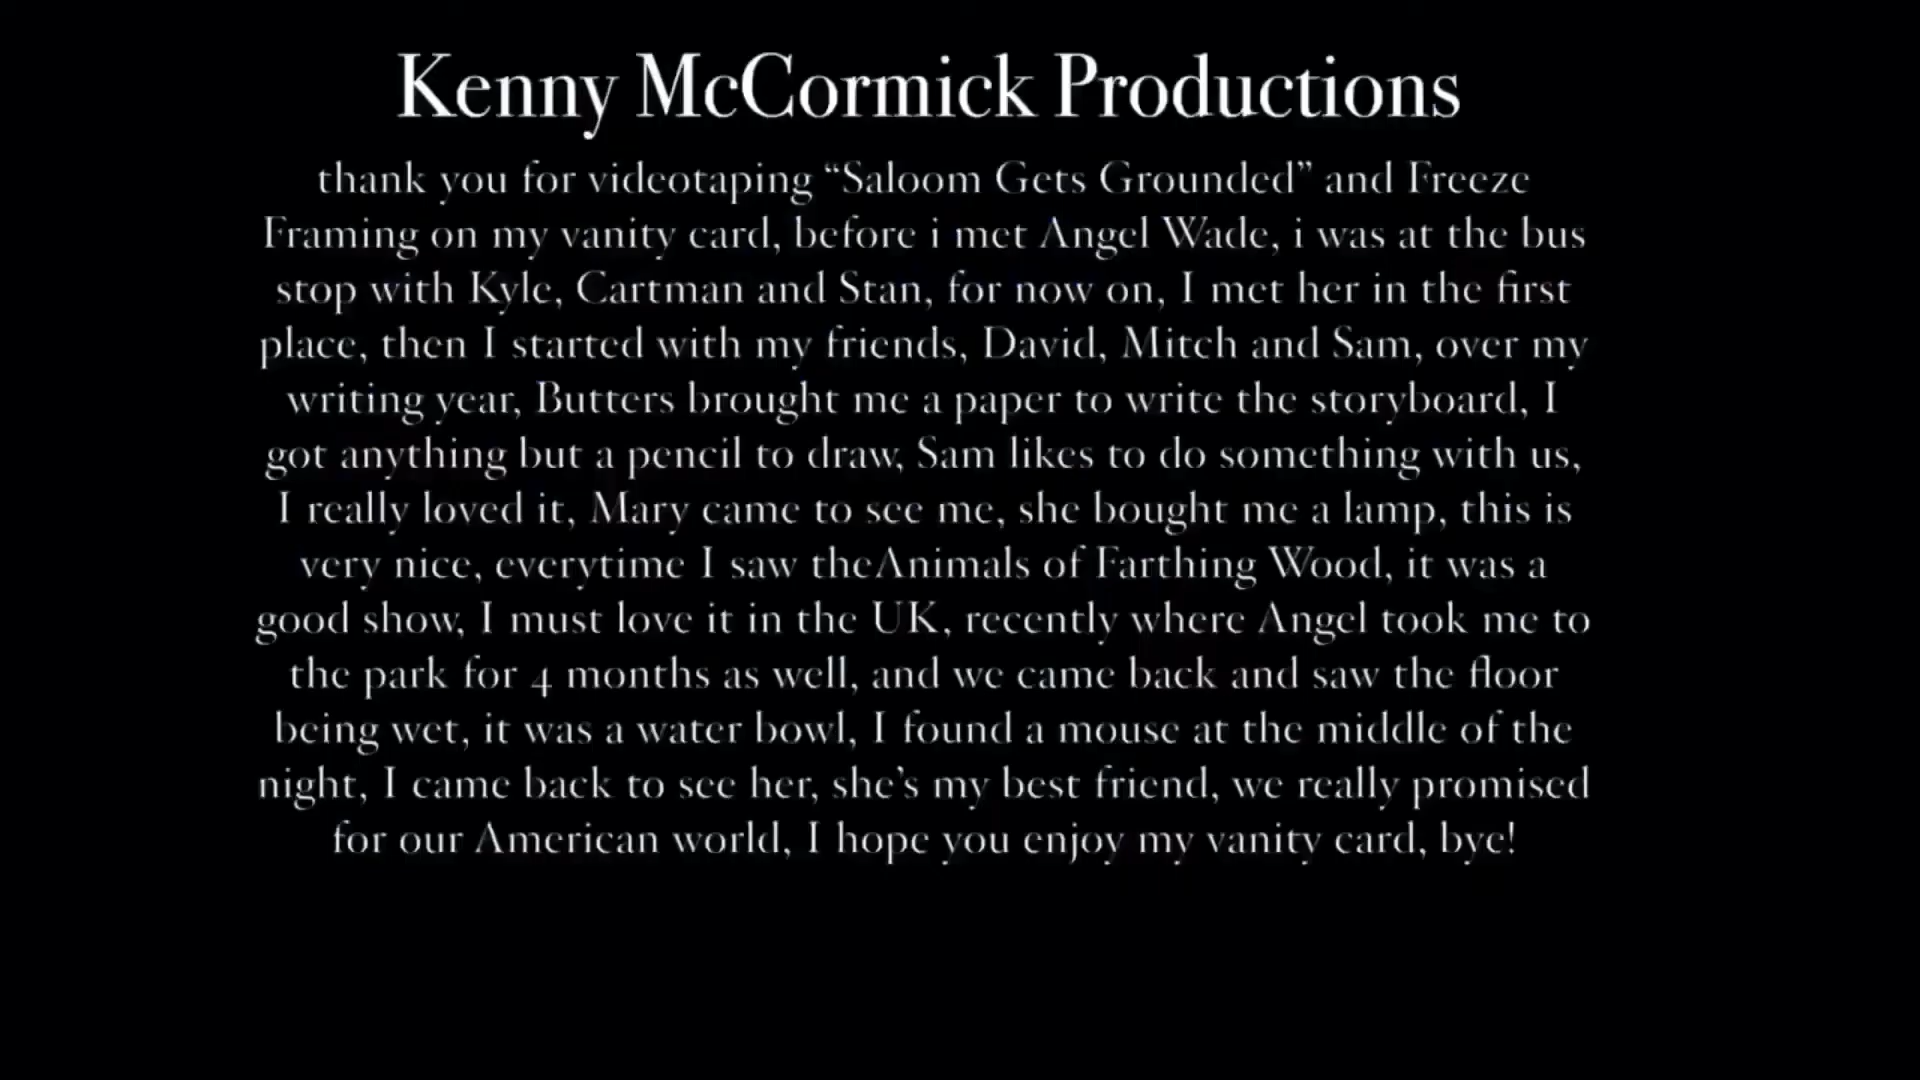 Kenny McCormick Productions
thank you for videotaping “Saloom Gets Grounded” and Freeze
Framing on my vanity card, before i met Angel Wade, i was at the bus
stop with Kyle, Cartman and Stan, for now on, I met her in the first
place, then I started with my friends, David, Mitch and Sam, over my
writing year, Butters brought me a paper to write the storyboard, I
got anything but a pencil to draw, Sam likes to do something with us,
I really loved it, Mary came to see me, she bought me a lamp, this is
very nice, everytime I saw theAnimals of Farthing Wood, it was a
good show, I must love it in the UK, recently where Angel took me to
the park for 4 months as well, and we came back and saw the floor
being wet, it was a water bowl, I found a mouse at the middle of the
night, I came back to see her, she’s my best friend, we really promised
for our American world, I hope you enjoy my vanity card, bye!